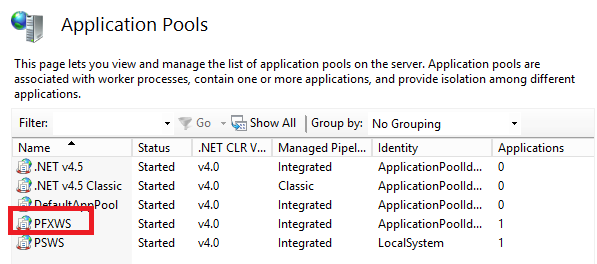 Application Pools
This page lets you view and manage the list of application pools on the server. Application pools are
associated with worker processes, contain one or more applications, and provide isolation among different
applications.
Filter: Go Show All Group by: No Grouping
Name Status .NET CLR V... Managed Pipel... Identity Applications
.NET v4.5 Started v4.0 Integrated ApplicationPoolId... 0
.NET v4.5 Classic Started v4.0 Classic ApplicationPoolId... 0
DefaultAppPool Started v4.0 Integrated ApplicationPoolId... 0
PFXWS Started v4.0 Integrated ApplicationPoolId... 1
PSWS Started v4.0 Integrated LocalSystem 1